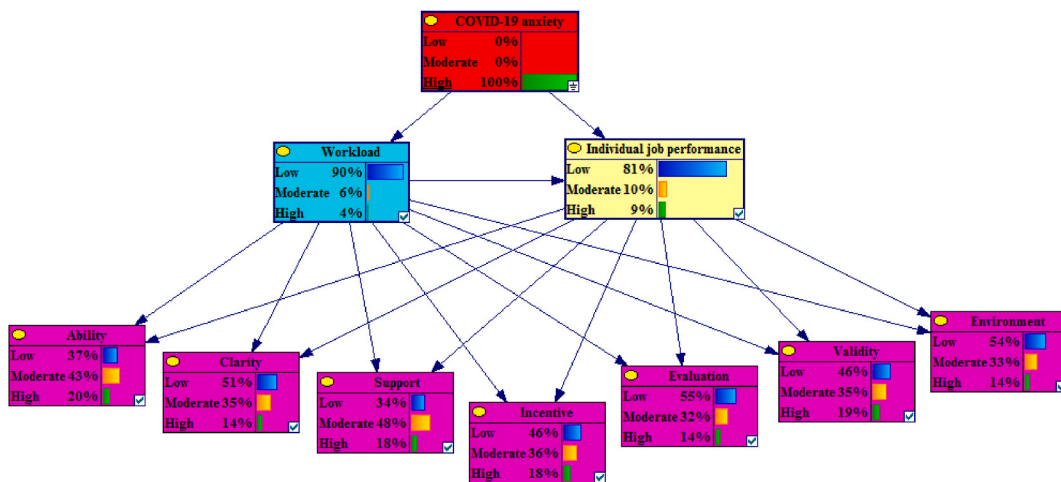 COVID-19 anxiety
Low 0%
Moderate 0%
High 100%
Workload
Low 90%
Moderate 6%
High 4%
Individual job performance
Low 81%
Moderate 10%
High 9%
Ability
Low 37%
Moderate 43%
High 20%
Clarity
Low 51%
Moderate 35%
High 14%
Support
Low 34%
Moderate 48%
High 18%
Incentive
Low 46%
Moderate 36%
High 18%
Evaluation
Low 55%
Moderate 32%
High 14%
Validity
Low 46%
Moderate 35%
High 19%
Environment
Low 54%
Moderate 33%
High 14%